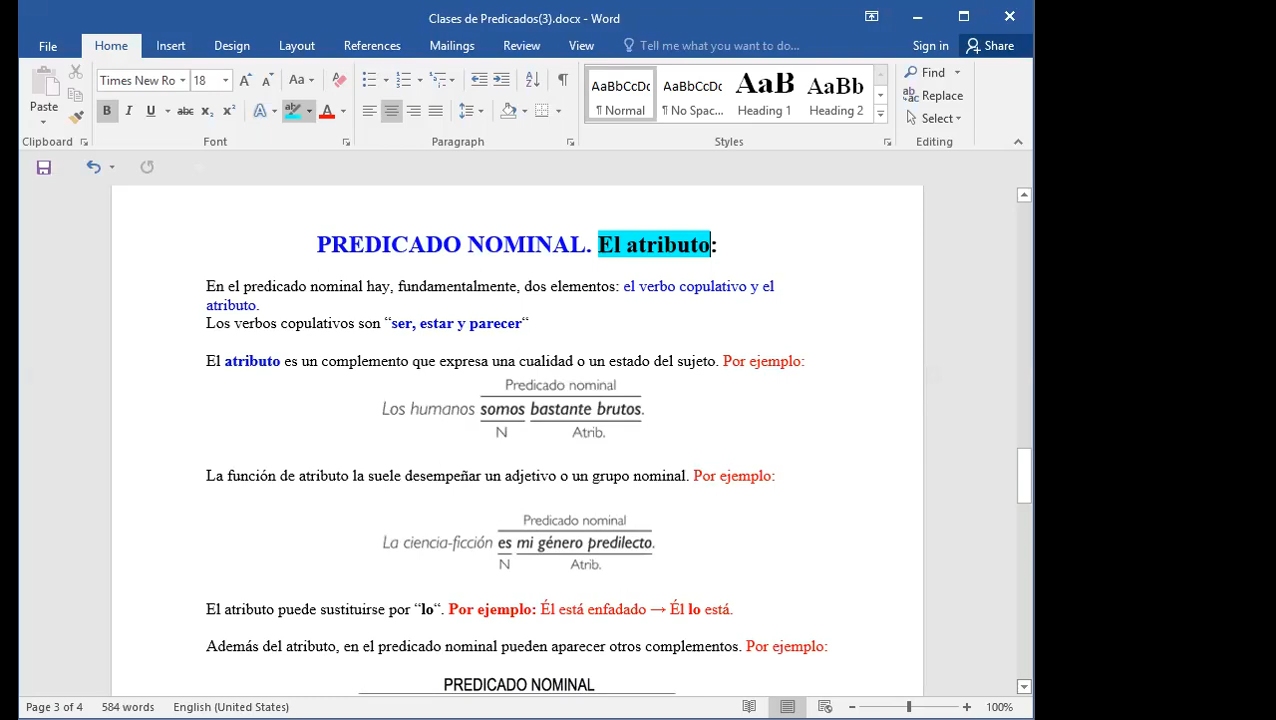 Clases de Predicados(3).docx - Word
File Home Insert Design Layout References Mailings Review View Tell me what you want to do... Sign in Share
Paste
Clipboard
Times New Ro 18
Font
Paragraph
AaBbCcDc AaBbCcDc AaB AaBb
¶ Normal ¶ No Spac... Heading 1 Heading 2
Styles
Find
Replace
Select
Editing
PREDICADO NOMINAL. El atributo:
En el predicado nominal hay, fundamentalmente, dos elementos: el verbo copulativo y el
atributo.
Los verbos copulativos son “ser, estar y parecer“
El atributo es un complemento que expresa una cualidad o un estado del sujeto. Por ejemplo:
Predicado nominal
Los humanos somos bastante brutos.
N Atrib.
La función de atributo la suele desempeñar un adjetivo o un grupo nominal. Por ejemplo:
Predicado nominal
La ciencia-ficción es mi género predilecto.
N Atrib.
El atributo puede sustituirse por “lo“. Por ejemplo: Él está enfadado → Él lo está.
Además del atributo, en el predicado nominal pueden aparecer otros complementos. Por ejemplo:
PREDICADO NOMINAL
Page 3 of 4 584 words English (United States) 100%